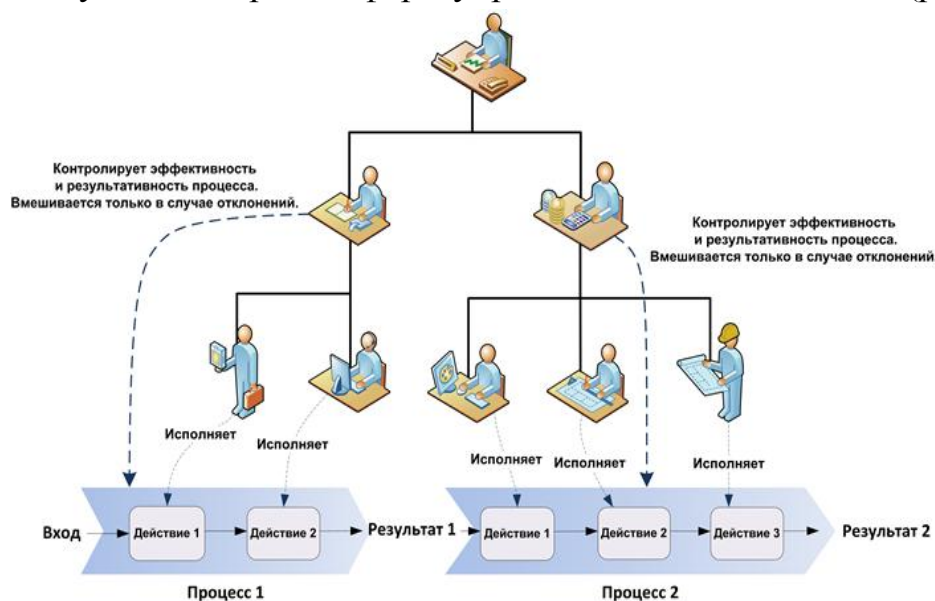 Контролирует эффективность
и результативность процесса.
Вмешивается только в случае отклонений.
Контролирует эффективность
и результативность процесса.
Вмешивается только в случае отклонений
Исполняет
Исполняет
Исполняет
Исполняет
Исполняет
Вход
Действие 1
Действие 2
Результат 1
Действие 1
Действие 2
Действие 3
Результат 2
Процесс 1
Процесс 2